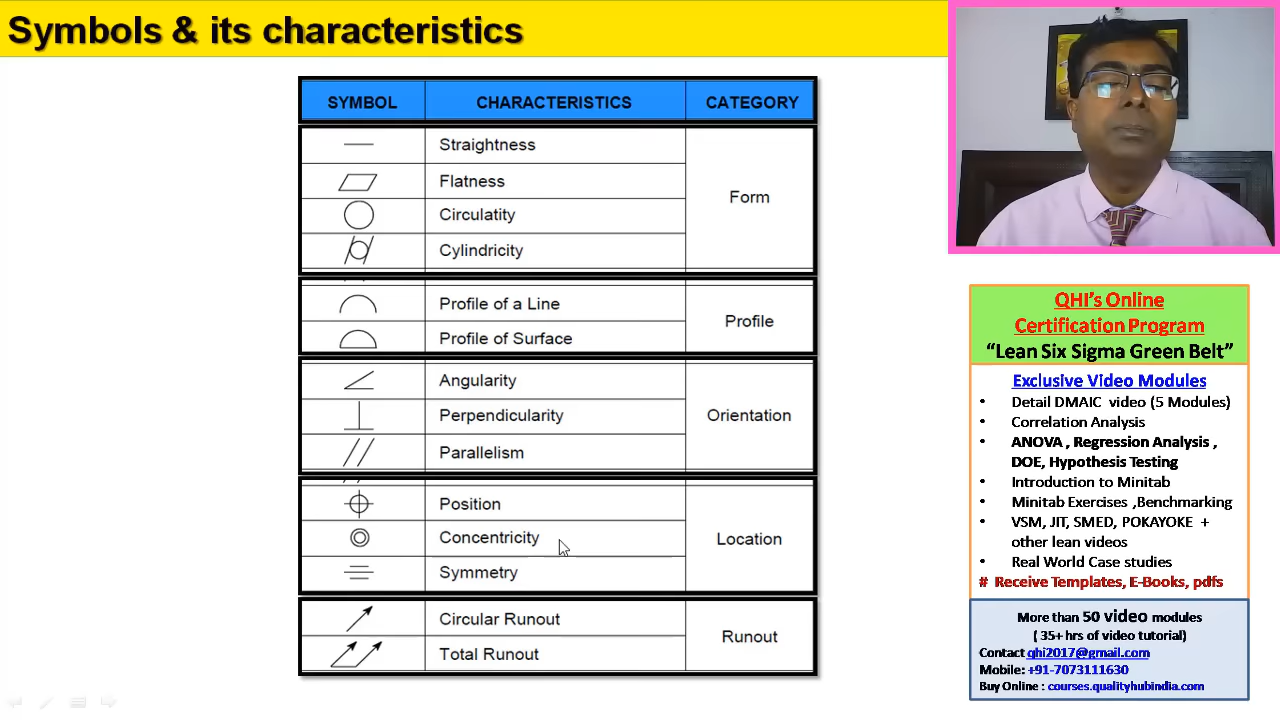 Symbols & its characteristics
SYMBOL CHARACTERISTICS CATEGORY
Straightness
Flatness
Circulatity
Cylindricity
Form
Profile of a Line
Profile of Surface
Profile
Angularity
Perpendicularity
Parallelism
Orientation
Position
Concentricity
Symmetry
Location
Circular Runout
Total Runout
Runout
QHI's Online
Certification Program
“Lean Six Sigma Green Belt”
Exclusive Video Modules
• Detail DMAIC video (5 Modules)
• Correlation Analysis
• ANOVA , Regression Analysis ,
• DOE, Hypothesis Testing
• Introduction to Minitab
• Minitab Exercises ,Benchmarking
• VSM, JIT, SMED, POKAYOKE +
other lean videos
• Real World Case studies
# Receive Templates, E-Books, pdfs
More than 50 video modules
( 35+ hrs of video tutorial)
Contact qhi2017@gmail.com
Mobile: +91-7073111630
Buy Online : courses.qualityhubindia.com